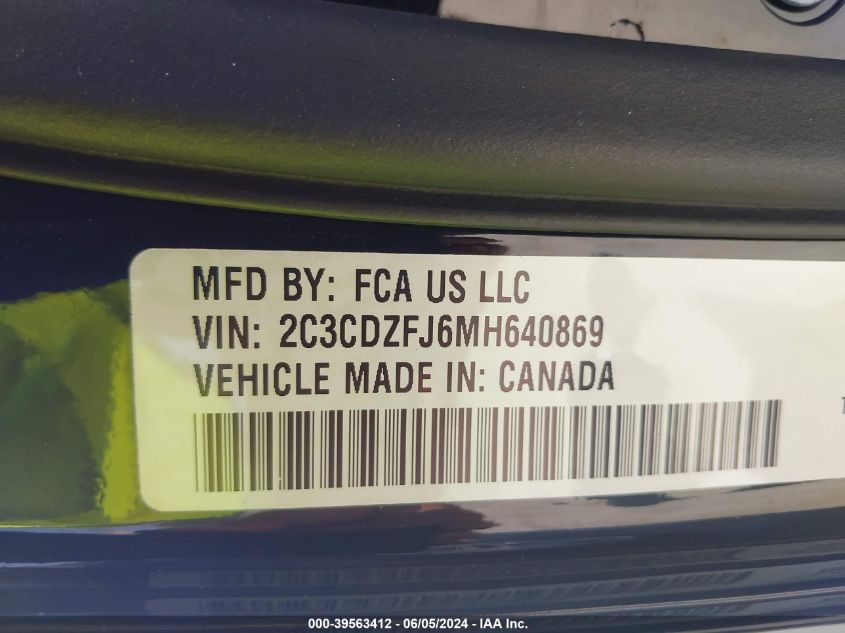 MFD BY: FCA US LLC
VIN: 2C3CDZFJ6MH640869
VEHICLE MADE IN: CANADA
000-39563412 - 06/05/2024 - IAA Inc.